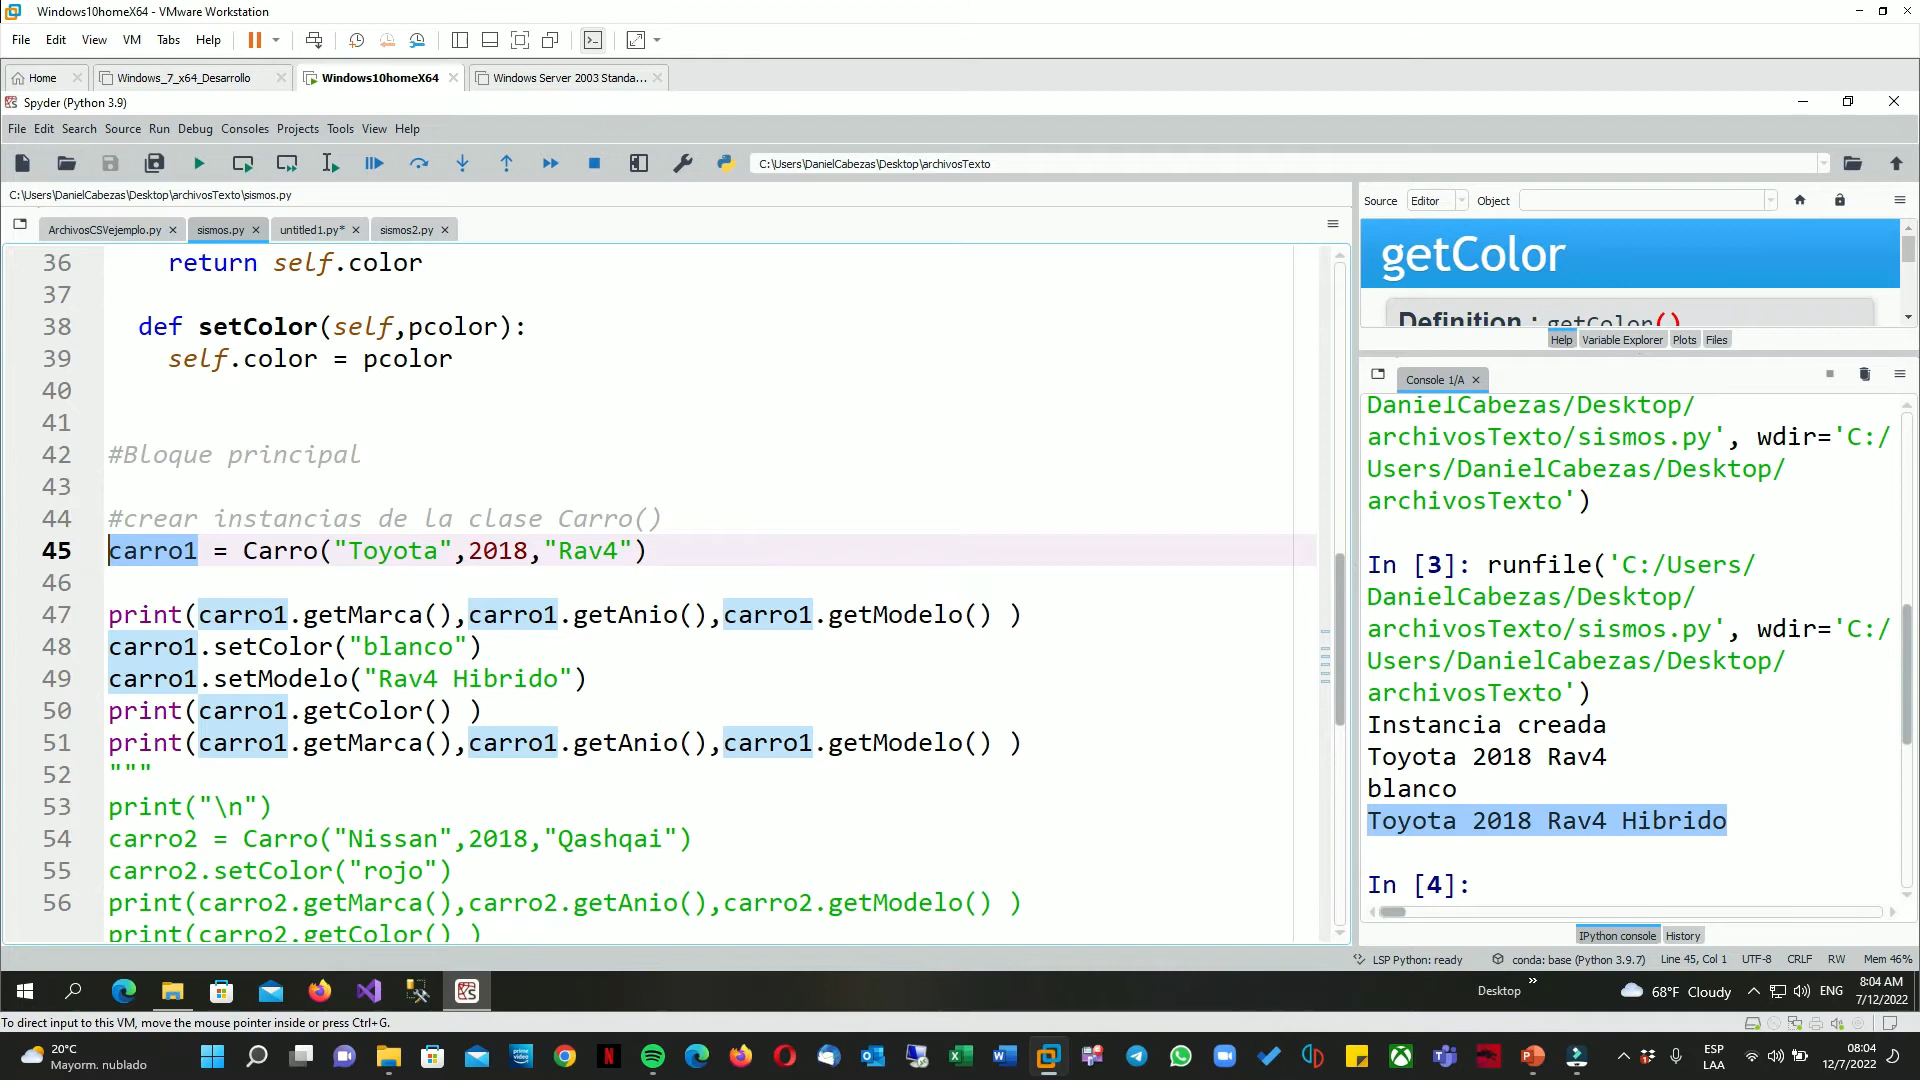 Windows10homeX64 - VMware Workstation
File Edit View VM Tabs Help
Home Windows_7_x64_Desarrollo Windows10homeX64 Windows Server 2003 Standa...
Spyder (Python 3.9)
File Edit Search Source Run Debug Consoles Projects Tools View Help
C:\Users\DanielCabezas\Desktop\archivosTexto
C:\Users\DanielCabezas\Desktop\archivosTexto\sismos.py
ArchivosCSVejemplo.py sismos.py untitled1.py* sismos2.py
36 return self.color
37
38 def setColor(self,pcolor):
39 self.color = pcolor
40
41
42 #Bloque principal
43
44 #crear instancias de la clase Carro()
45 carro1 = Carro("Toyota",2018,"Rav4")
46
47 print(carro1.getMarca(),carro1.getAnio(),carro1.getModelo() )
48 carro1.setColor("blanco")
49 carro1.setModelo("Rav4 Hibrido")
50 print(carro1.getColor() )
51 print(carro1.getMarca(),carro1.getAnio(),carro1.getModelo() )
52 """
53 print("\n")
54 carro2 = Carro("Nissan",2018,"Qashqai")
55 carro2.setColor("rojo")
56 print(carro2.getMarca(),carro2.getAnio(),carro2.getModelo() )
print(carro2.getColor() )
Source Editor Object
getColor
Definition : getColor()
Help Variable Explorer Plots Files
Console 1/A
DanielCabezas/Desktop/
archivosTexto/sismos.py', wdir='C:/
Users/DanielCabezas/Desktop/
archivosTexto')
In [3]: runfile('C:/Users/
DanielCabezas/Desktop/
archivosTexto/sismos.py', wdir='C:/
Users/DanielCabezas/Desktop/
archivosTexto')
Instancia creada
Toyota 2018 Rav4
blanco
Toyota 2018 Rav4 Hibrido
In [4]:
IPython console History
LSP Python: ready conda: base (Python 3.9.7) Line 45, Col 1 UTF-8 CRLF RW Mem 46%
Desktop » 68°F Cloudy ENG 8:04 AM
7/12/2022
To direct input to this VM, move the mouse pointer inside or press Ctrl+G.
20°C
Mayorm. nublado
ESP
LAA
08:04
12/7/2022